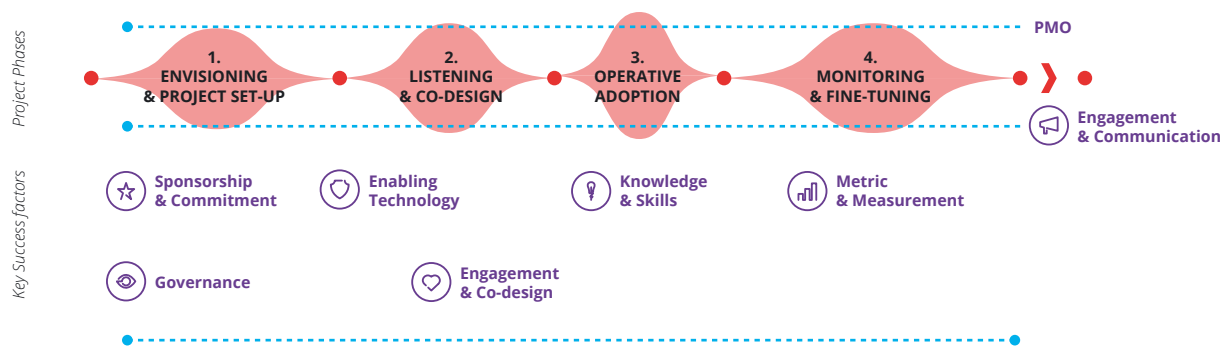 Project Phases
PMO
1.
ENVISIONING
& PROJECT SET-UP
2.
LISTENING
& CO-DESIGN
3.
OPERATIVE
ADOPTION
4.
MONITORING
& FINE-TUNING
Engagement
& Communication
Key Success factors
Sponsorship
& Commitment
Enabling
Technology
Knowledge
& Skills
Metric
& Measurement
Governance
Engagement
& Co-design